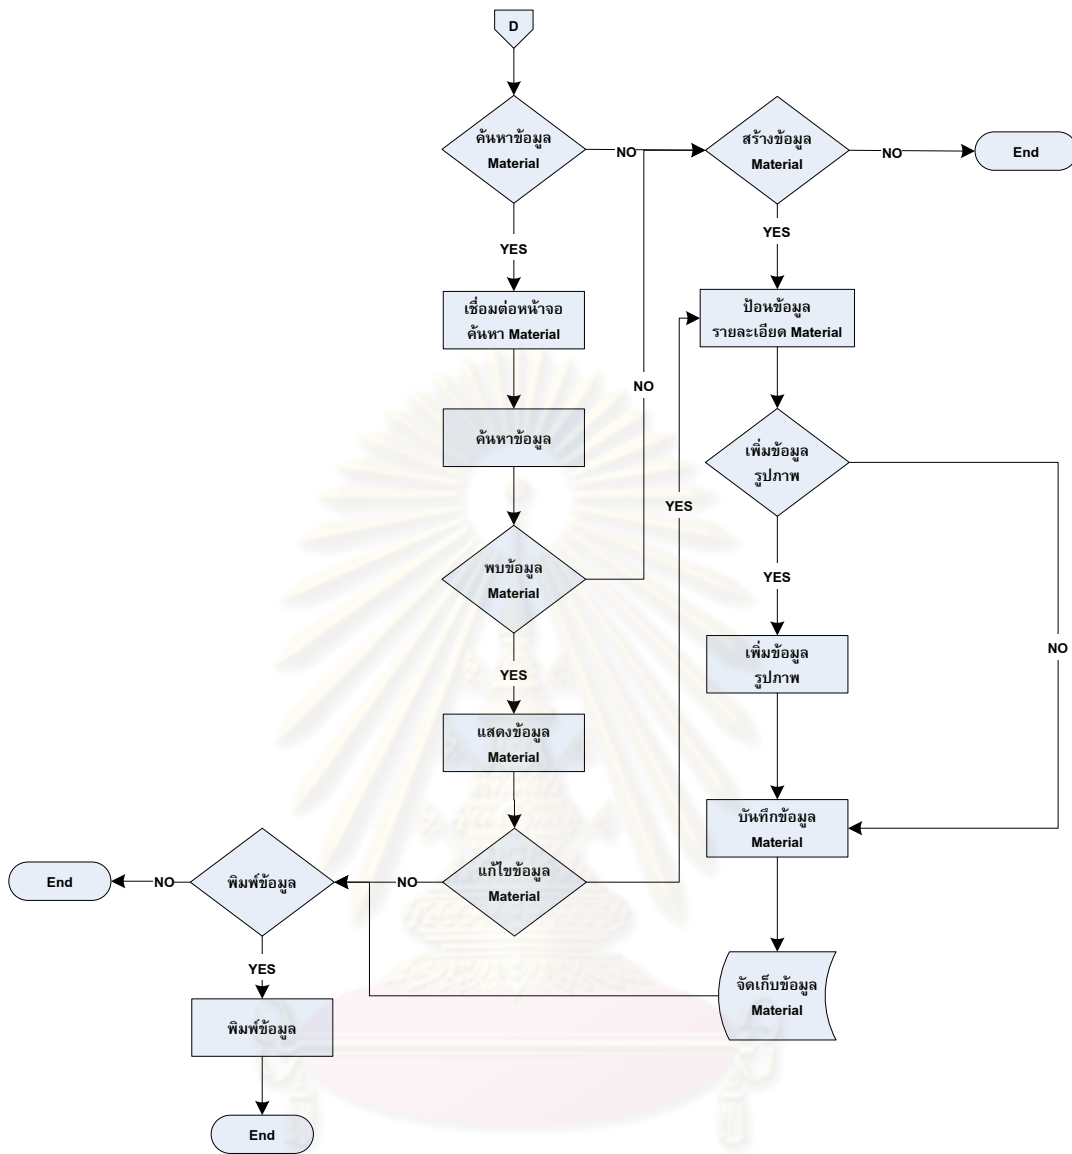 D
ค้นหาข้อมูล
Material
NO
สร้างข้อมูล
Material
NO
End
YES
YES
เชื่อมต่อหน้าจอ
ค้นหา Material
ป้อนข้อมูล
รายละเอียด Material
NO
ค้นหาข้อมูล
เพิ่มข้อมูล
รูปภาพ
YES
พบข้อมูล
Material
YES
เพิ่มข้อมูล
รูปภาพ
NO
YES
แสดงข้อมูล
Material
บันทึกข้อมูล
Material
End
NO
พิมพ์ข้อมูล
NO
แก้ไขข้อมูล
Material
YES
จัดเก็บข้อมูล
Material
พิมพ์ข้อมูล
End